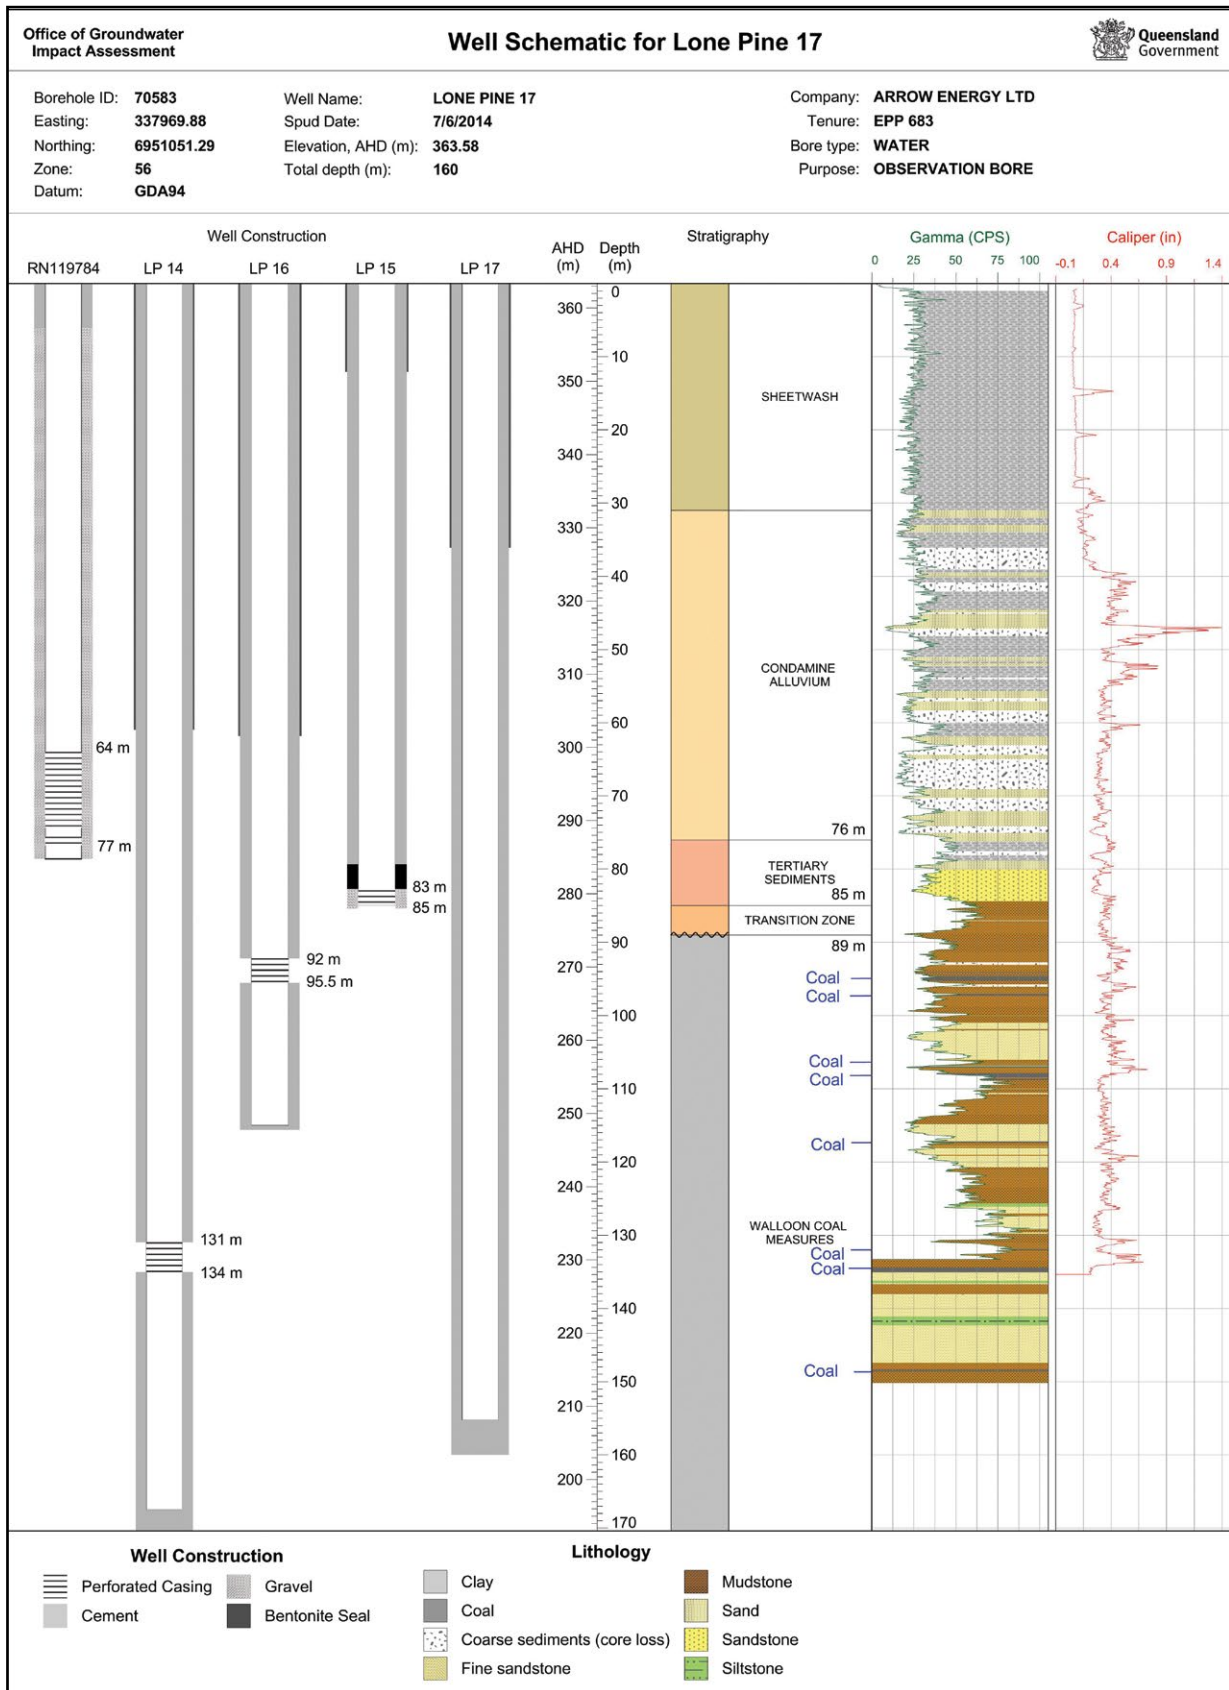 Office of Groundwater
Impact Assessment
Well Schematic for Lone Pine 17
Queensland
Government
Borehole ID: 70583
Easting: 337969.88
Northing: 6951051.29
Zone: 56
Datum: GDA94
Well Name: LONE PINE 17
Spud Date: 7/6/2014
Elevation, AHD (m): 363.58
Total depth (m): 160
Company: ARROW ENERGY LTD
Tenure: EPP 683
Bore type: WATER
Purpose: OBSERVATION BORE
Well Construction
RN119784 LP 14 LP 16 LP 15 LP 17
AHD
(m)
Depth
(m)
Stratigraphy
Gamma (CPS)
0 25 50 75 100
Caliper (in)
-0.1 0.4 0.9 1.4
64 m
77 m
131 m
134 m
92 m
95.5 m
83 m
85 m
360
350
340
330
320
310
300
290
280
270
260
250
240
230
220
210
200
0
10
20
30
40
50
60
70
80
90
100
110
120
130
140
150
160
170
SHEETWASH
CONDAMINE
ALLUVIUM
76 m
TERTIARY
SEDIMENTS
85 m
TRANSITION ZONE
89 m
Coal
Coal
Coal
Coal
Coal
WALLOON COAL
MEASURES
Coal
Coal
Coal
Well Construction
Perforated Casing
Cement
Gravel
Bentonite Seal
Lithology
Clay
Coal
Coarse sediments (core loss)
Fine sandstone
Mudstone
Sand
Sandstone
Siltstone